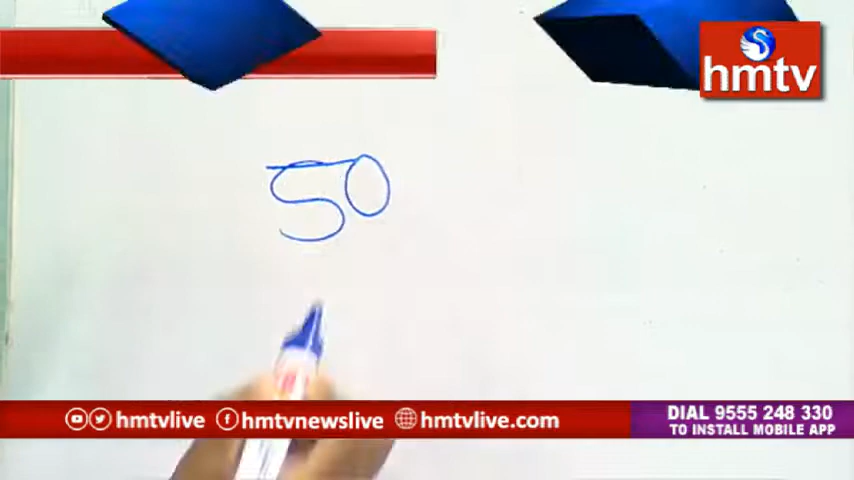 hmtv
50
hmtvlive hmtvnewslive hmtvlive.com
DIAL 9555 248 330
TO INSTALL MOBILE APP